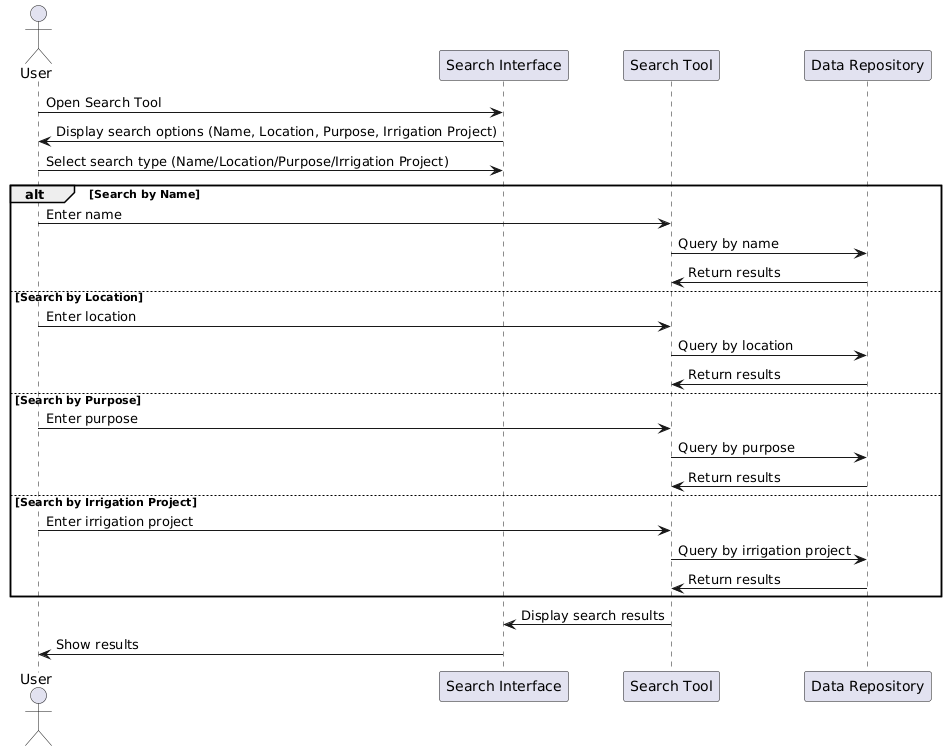 User
Search Interface
Search Tool
Data Repository
Open Search Tool
Display search options (Name, Location, Purpose, Irrigation Project)
Select search type (Name/Location/Purpose/Irrigation Project)
alt
[Search by Name]
Enter name
Query by name
Return results
[Search by Location]
Enter location
Query by location
Return results
[Search by Purpose]
Enter purpose
Query by purpose
Return results
[Search by Irrigation Project]
Enter irrigation project
Query by irrigation project
Return results
Display search results
Show results
User
Search Interface
Search Tool
Data Repository